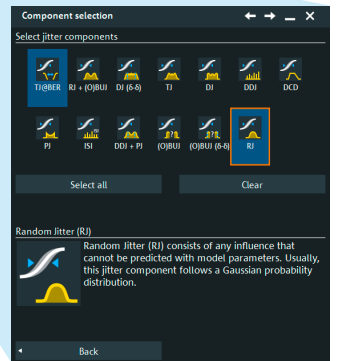 Component selection
Select jitter components
TJ@BER RJ + (O)BUJ DJ (δ-δ) TJ DJ DDJ DCD
PJ ISI DDJ + PJ (O)BUJ (O)BUJ (δ-δ) RJ
Select all Clear
Random Jitter (RJ)
Random Jitter (RJ) consists of any influence that
cannot be predicted with model parameters. Usually,
this jitter component follows a Gaussian probability
distribution.
Back